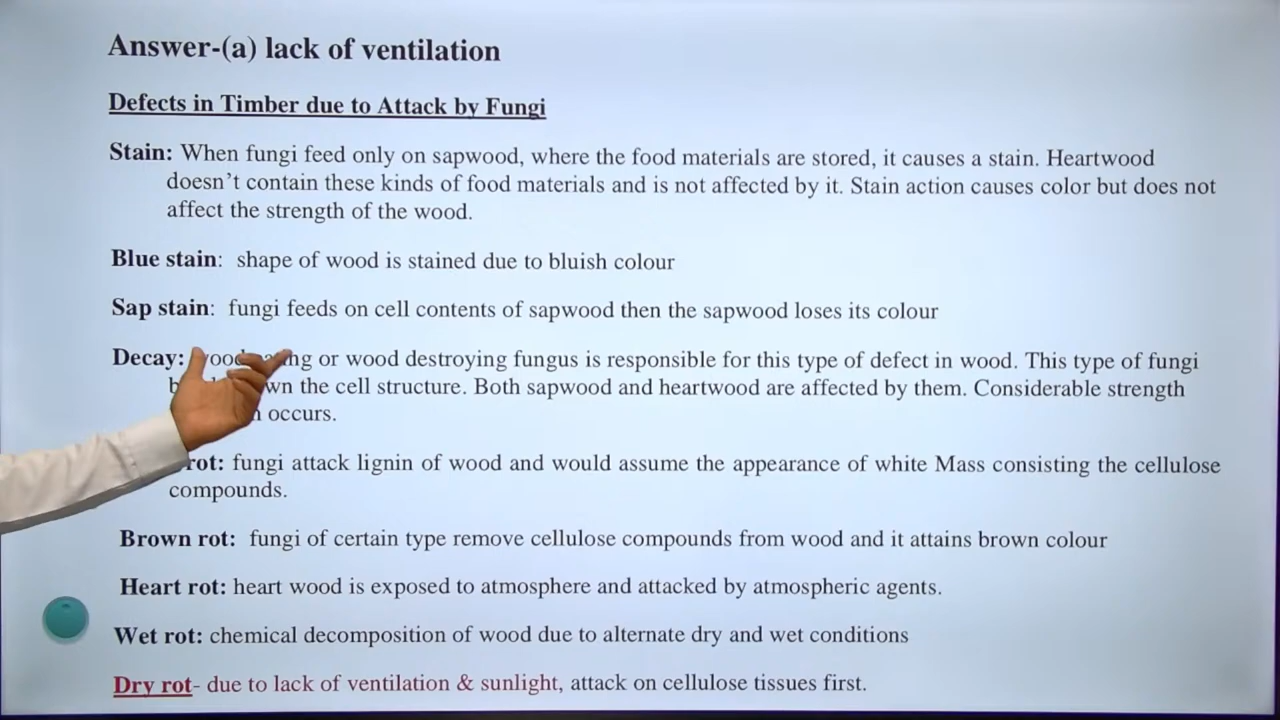 Answer-(a) lack of ventilation
Defects in Timber due to Attack by Fungi
Stain: When fungi feed only on sapwood, where the food materials are stored, it causes a stain. Heartwood
doesn’t contain these kinds of food materials and is not affected by it. Stain action causes color but does not
affect the strength of the wood.
Blue stain: shape of wood is stained due to bluish colour
Sap stain: fungi feeds on cell contents of sapwood then the sapwood loses its colour
Decay: or wood destroying fungus is responsible for this type of defect in wood. This type of fungi
the cell structure. Both sapwood and heartwood are affected by them. Considerable strength
occurs.
rot: fungi attack lignin of wood and would assume the appearance of white Mass consisting the cellulose
compounds.
Brown rot: fungi of certain type remove cellulose compounds from wood and it attains brown colour
Heart rot: heart wood is exposed to atmosphere and attacked by atmospheric agents.
Wet rot: chemical decomposition of wood due to alternate dry and wet conditions
Dry rot- due to lack of ventilation & sunlight, attack on cellulose tissues first.